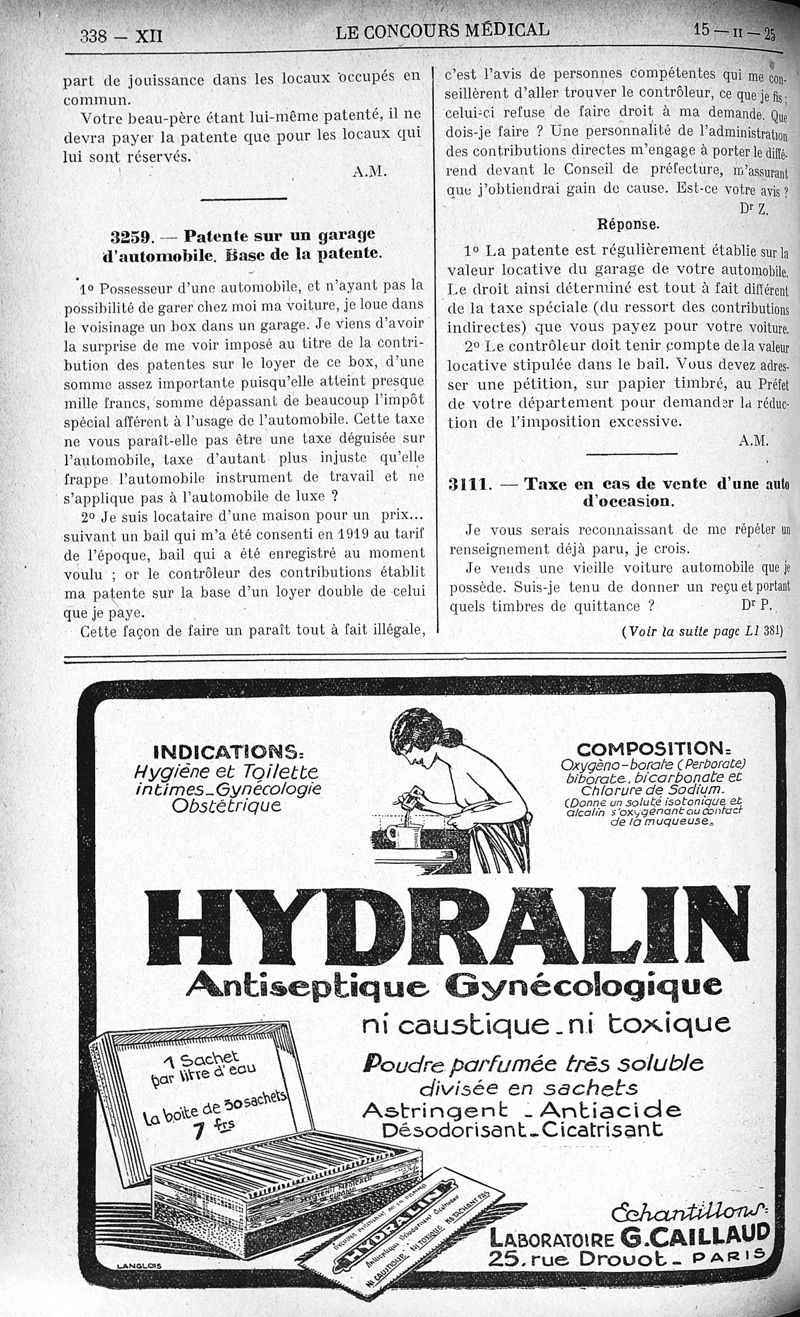 338 — XII
LE CONCOURS MÉDICAL
15 — II — 25
part de jouissance dans les locaux occupés en
commun.
Votre beau-père étant lui-même patenté, il ne
devra payer la patente que pour les locaux qui
lui sont réservés.
A.M.
3259. — Patente sur un garage
d'automobile. Base de la patente.
1º Possesseur d'une automobile, et n'ayant pas la
possibilité de garer chez moi ma voiture, je loue dans
le voisinage un box dans un garage. Je viens d'avoir
la surprise de me voir imposé au titre de la contri-
bution des patentes sur le loyer de ce box, d'une
somme assez importante puisqu'elle atteint presque
mille francs, somme dépassant de beaucoup l'impôt
spécial afférent à l'usage de l'automobile. Cette taxe
ne vous paraît-elle pas être une taxe déguisée sur
l'automobile, taxe d'autant plus injuste qu'elle
frappe l'automobile instrument de travail et ne
s'applique pas à l'automobile de luxe ?
2º Je suis locataire d'une maison pour un prix...
suivant un bail qui m'a été consenti en 1919 au tarif
de l'époque, bail qui a été enregistré au moment
voulu ; or le contrôleur des contributions établit
ma patente sur la base d'un loyer double de celui
que je paye.
Cette façon de faire un paraît tout à fait illégale,
c'est l'avis de personnes compétentes qui me con-
seillèrent d'aller trouver le contrôleur, ce que je fis ;
celui-ci refuse de faire droit à ma demande. Que
dois-je faire ? Une personnalité de l'administration
des contributions directes m'engage à porter le diffé-
rend devant le Conseil de préfecture, m'assurant
que j'obtiendrai gain de cause. Est-ce votre avis ?
Dr Z.
Réponse.
1º La patente est régulièrement établie sur la
valeur locative du garage de votre automobile.
Le droit ainsi déterminé est tout à fait différent
de la taxe spéciale (du ressort des contributions
indirectes) que vous payez pour votre voiture.
2º Le contrôleur doit tenir compte de la valeur
locative stipulée dans le bail. Vous devez adres-
ser une pétition, sur papier timbré, au Préfet
de votre département pour demander la réduc-
tion de l'imposition excessive.
A.M.
3111. — Taxe en cas de vente d'une auto
d'occasion.
Je vous serais reconnaissant de me répéter un
renseignement déjà paru, je crois.
Je vends une vieille voiture automobile que je
possède. Suis-je tenu de donner un reçu et portant
quels timbres de quittance ? Dr P.
(Voir la suite page LI 381)
INDICATIONS:
Hygiène et Toilette
intimes_Gynécologie
Obstétrique
COMPOSITION:
Oxygèno-borate (Perborate)
biborate, bicarbonate et
Chlorure de Sodium.
(Donne un soluté isotonique et
alcalin s'oxygénant au contact
de la muqueuse.
HYDRALIN
Antiseptique Gynécologique
ni caustique_ni toxique
1 Sachet
par litre d'eau
la boîte de 50 sachets
7 frs
Poudre parfumée très soluble
divisée en sachets
Astringent _ Antiacide
Désodorisant_Cicatrisant
HYDRALIN
Antiseptique Désodorisant Cicatrisant
NI CAUSTIQUE NI TOXIQUE NE TACHANT PAS
Echantillons:
LABORATOIRE G. CAILLAUD
25, rue Drouot_ PARIS
LANGLOIS